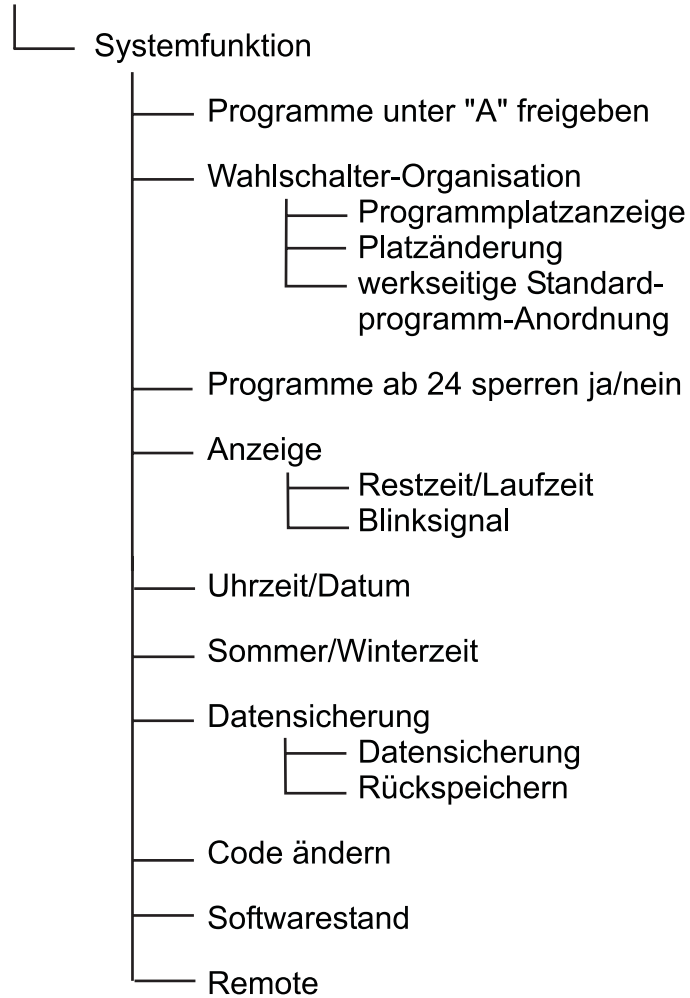 Systemfunktion
Programme unter "A" freigeben
Wahlschalter-Organisation
Programmplatzanzeige
Platzänderung
werkseitige Standard-
programm-Anordnung
Programme ab 24 sperren ja/nein
Anzeige
Restzeit/Laufzeit
Blinksignal
Uhrzeit/Datum
Sommer/Winterzeit
Datensicherung
Datensicherung
Rückspeichern
Code ändern
Softwarestand
Remote